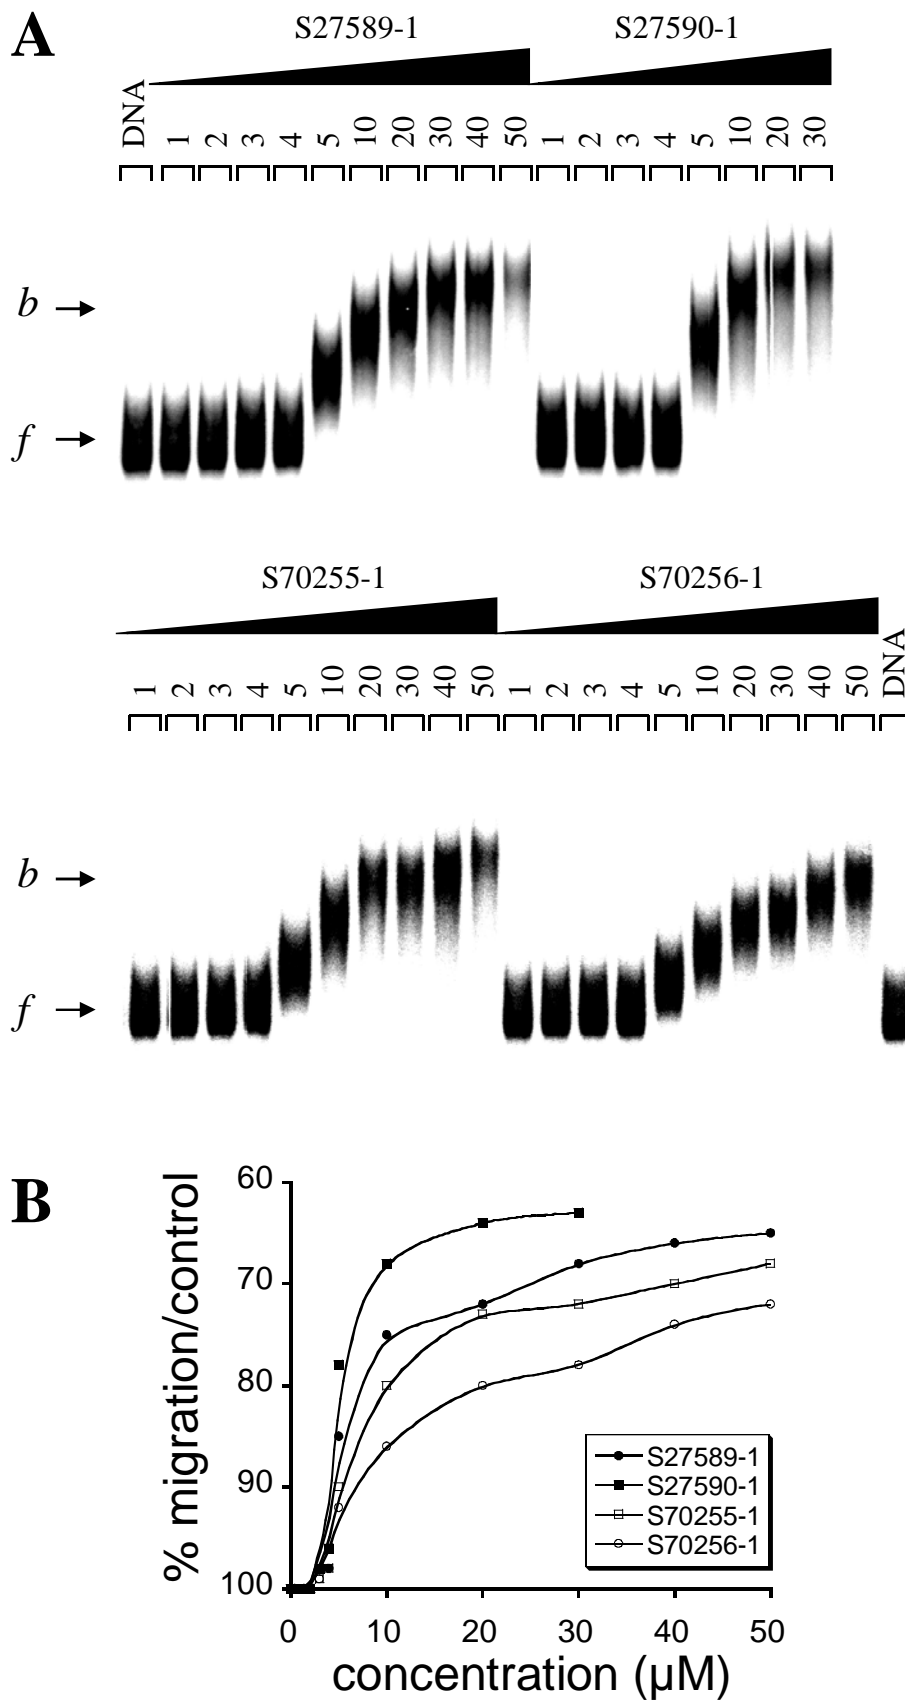 A
S27589-1 S27590-1
DNA 1 2 3 4 5 10 20 30 40 50 1 2 3 4 5 10 20 30
b
f
S70255-1 S70256-1
1 2 3 4 5 10 20 30 40 50 1 2 3 4 5 10 20 30 40 50 DNA
b
f
B
% migration/control
60
70
80
90
100
S27589-1
S27590-1
S70255-1
S70256-1
0 10 20 30 40 50
concentration (µM)